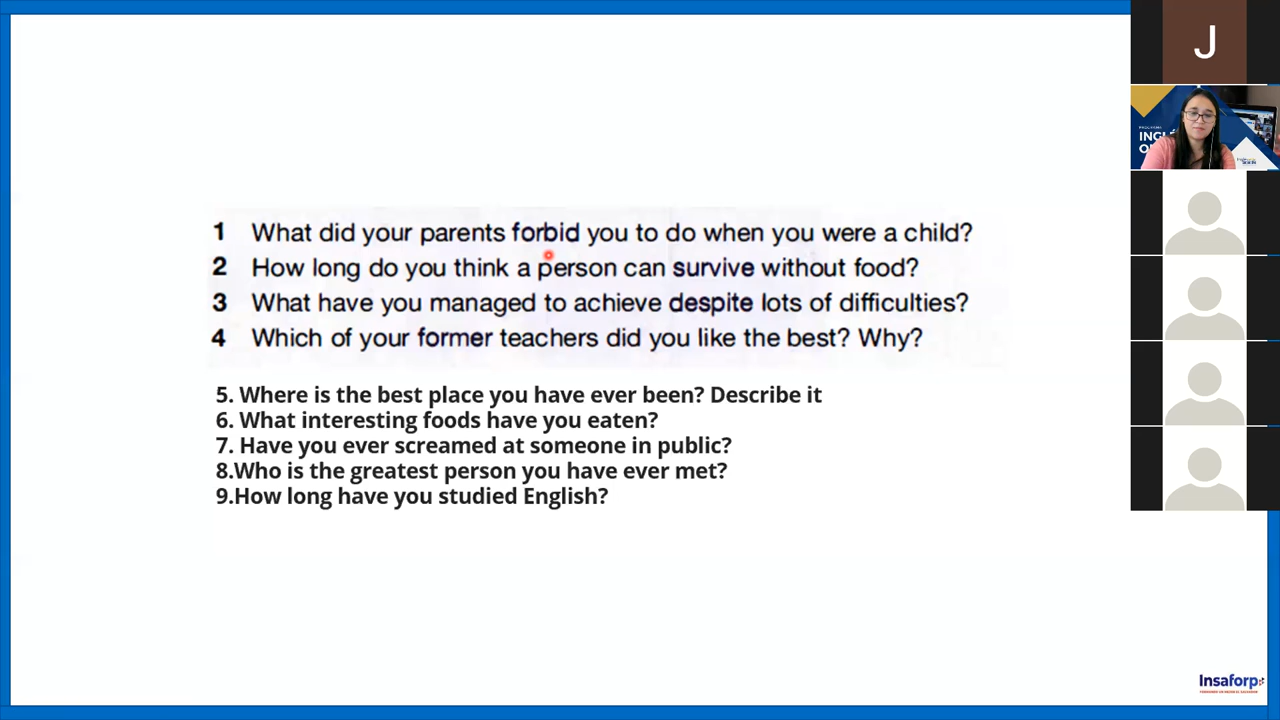 1 What did your parents forbid you to do when you were a child?
2 How long do you think a person can survive without food?
3 What have you managed to achieve despite lots of difficulties?
4 Which of your former teachers did you like the best? Why?
5. Where is the best place you have ever been? Describe it
6. What interesting foods have you eaten?
7. Have you ever screamed at someone in public?
8.Who is the greatest person you have ever met?
9.How long have you studied English?
J
Insaforp